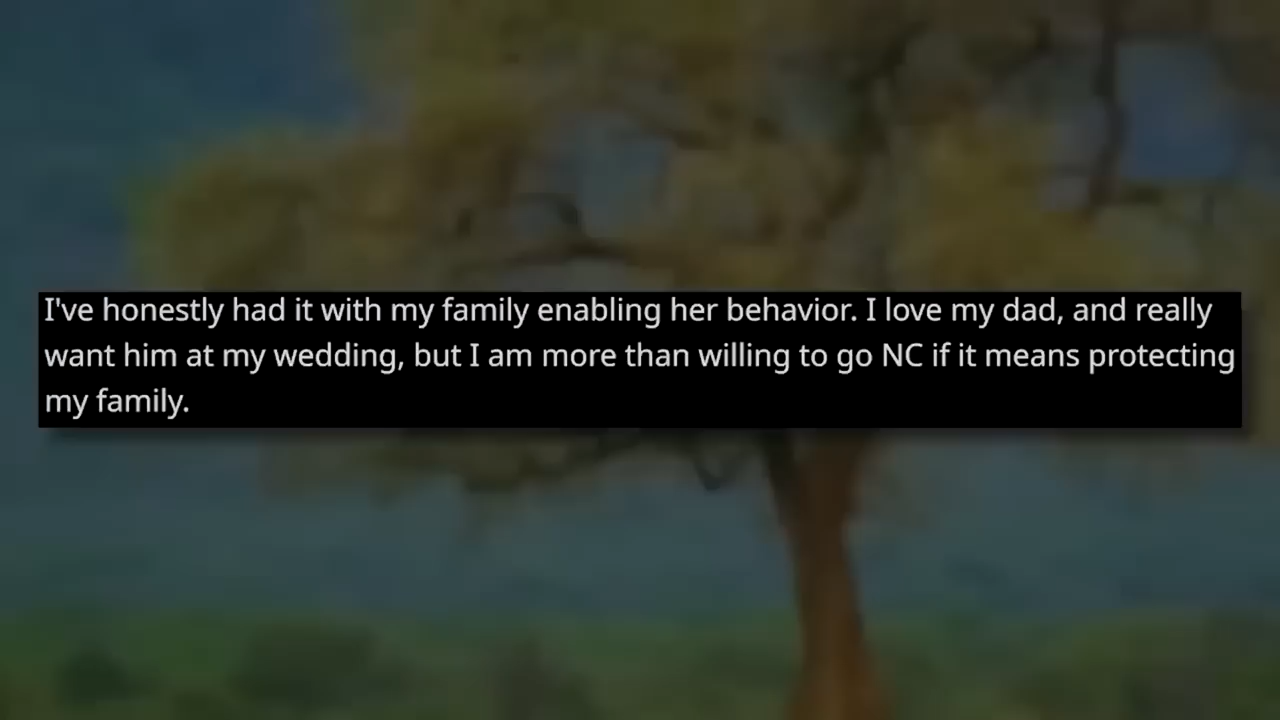 I've honestly had it with my family enabling her behavior. I love my dad, and really
want him at my wedding, but I am more than willing to go NC if it means protecting
my family.